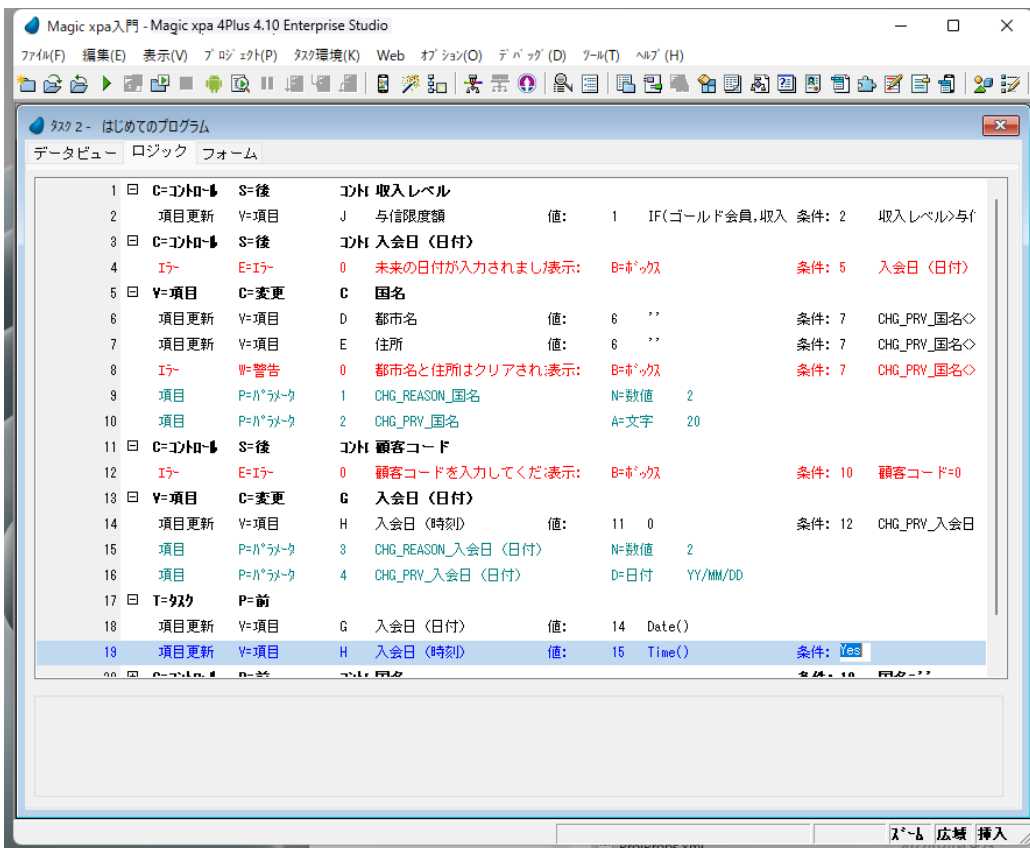 Magic xpa入門 - Magic xpa 4Plus 4.10 Enterprise Studio
ﾌｧｲﾙ(F) 編集(E) 表示(V) ﾌﾟﾛｼﾞｪｸﾄ(P) ﾀｽｸ環境(K) Web ｵﾌﾟｼｮﾝ(O) ﾃﾞﾊﾞｯｸﾞ(D) ﾂｰﾙ(T) ﾍﾙﾌﾟ(H)
ﾀｽｸ 2 - はじめてのプログラム
データビュー ロジック フォーム
1 C=ｺﾝﾄﾛｰﾙ S=後 ｺﾝﾄﾛ 収入レベル
2 項目更新 V=項目 J 与信限度額 値: 1 IF(ゴールド会員,収入 条件: 2 収入レベル>与信
3 C=ｺﾝﾄﾛｰﾙ S=後 ｺﾝﾄﾛ 入会日（日付）
4 ｴﾗｰ E=ｴﾗｰ 0 未来の日付が入力されました 表示: B=ﾎﾞｯｸｽ 条件: 5 入会日（日付）
5 V=項目 C=変更 C 国名
6 項目更新 V=項目 D 都市名 値: 6 '' 条件: 7 CHG_PRV_国名<>
7 項目更新 V=項目 E 住所 値: 6 '' 条件: 7 CHG_PRV_国名<>
8 ｴﾗｰ W=警告 0 都市名と住所はクリアされ 表示: B=ﾎﾞｯｸｽ 条件: 7 CHG_PRV_国名<>
9 項目 P=ﾊﾟﾗﾒｰﾀ 1 CHG_REASON_国名 N=数値 2
10 項目 P=ﾊﾟﾗﾒｰﾀ 2 CHG_PRV_国名 A=文字 20
11 C=ｺﾝﾄﾛｰﾙ S=後 ｺﾝﾄﾛ 顧客コード
12 ｴﾗｰ E=ｴﾗｰ 0 顧客コードを入力してくださ 表示: B=ﾎﾞｯｸｽ 条件: 10 顧客コード=0
13 V=項目 C=変更 G 入会日（日付）
14 項目更新 V=項目 H 入会日（時刻） 値: 11 0 条件: 12 CHG_PRV_入会日
15 項目 P=ﾊﾟﾗﾒｰﾀ 3 CHG_REASON_入会日（日付） N=数値 2
16 項目 P=ﾊﾟﾗﾒｰﾀ 4 CHG_PRV_入会日（日付） D=日付 YY/MM/DD
17 T=ﾀｽｸ P=前
18 項目更新 V=項目 G 入会日（日付） 値: 14 Date()
19 項目更新 V=項目 H 入会日（時刻） 値: 15 Time() 条件: Yes
ｽﾞｰﾑ 広域 挿入